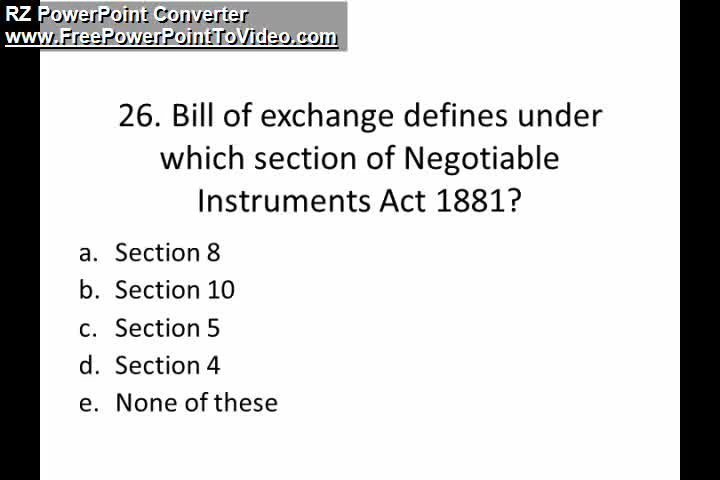 RZ PowerPoint Converter
www.FreePowerPointToVideo.com
26. Bill of exchange defines under
which section of Negotiable
Instruments Act 1881?
a. Section 8
b. Section 10
c. Section 5
d. Section 4
e. None of these